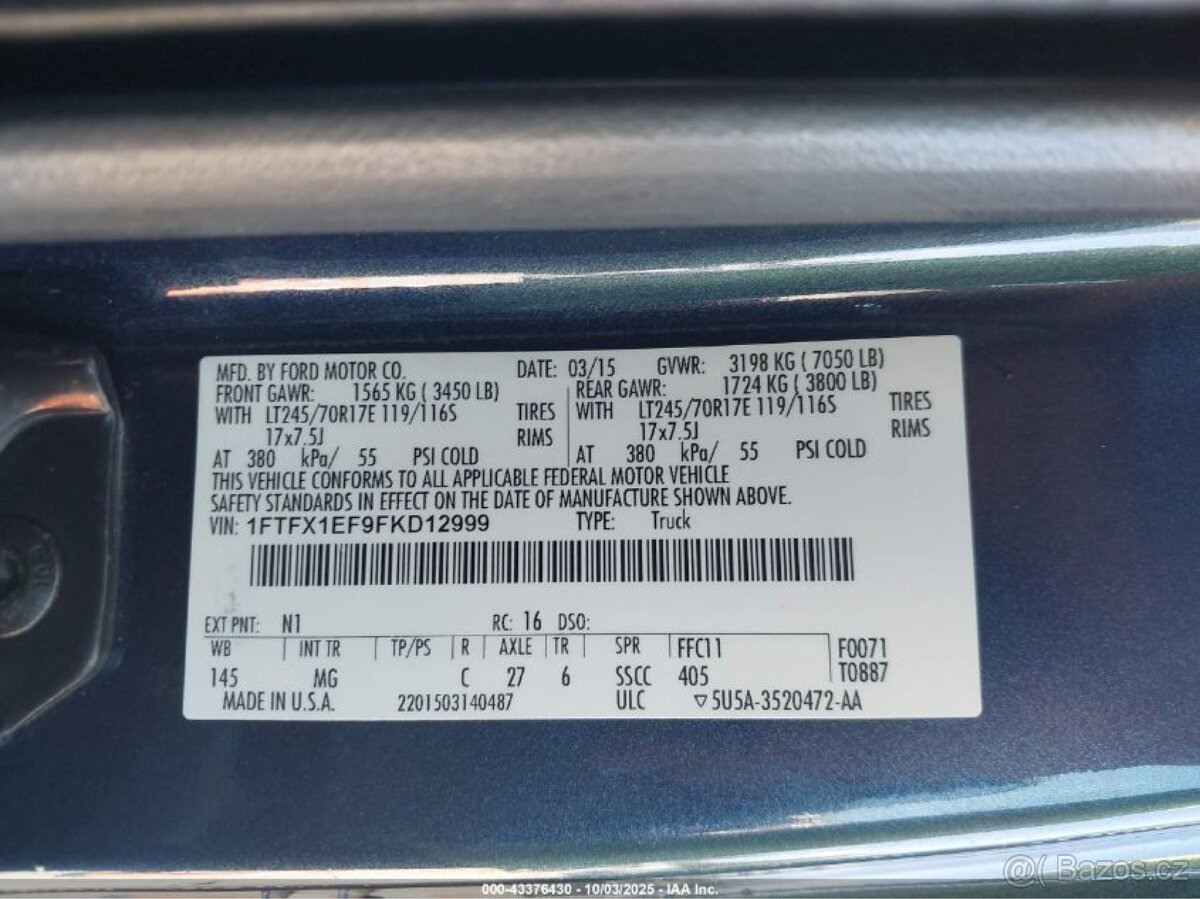 MFD. BY FORD MOTOR CO. DATE: 03/15 GVWR: 3198 KG ( 7050 LB)
FRONT GAWR: 1565 KG ( 3450 LB) REAR GAWR: 1724 KG ( 3800 LB)
WITH LT245/70R17E 119/116S TIRES WITH LT245/70R17E 119/116S TIRES
17x7.5J RIMS 17x7.5J RIMS
AT 380 kPa/ 55 PSI COLD AT 380 kPa/ 55 PSI COLD
THIS VEHICLE CONFORMS TO ALL APPLICABLE FEDERAL MOTOR VEHICLE
SAFETY STANDARDS IN EFFECT ON THE DATE OF MANUFACTURE SHOWN ABOVE.
VIN: 1FTFX1EF9FKD12999 TYPE: Truck
EXT PNT: N1 RC: 16 DSO:
WB INT TR TP/PS R AXLE TR SPR FFC11 F0071
145 MG C 27 6 SSCC 405 T0887
MADE IN U.S.A. 2201503140487 ULC ▽5U5A-3520472-AA
@( Bazos.cz
000-43376430 - 10/03/2025 - IAA Inc.